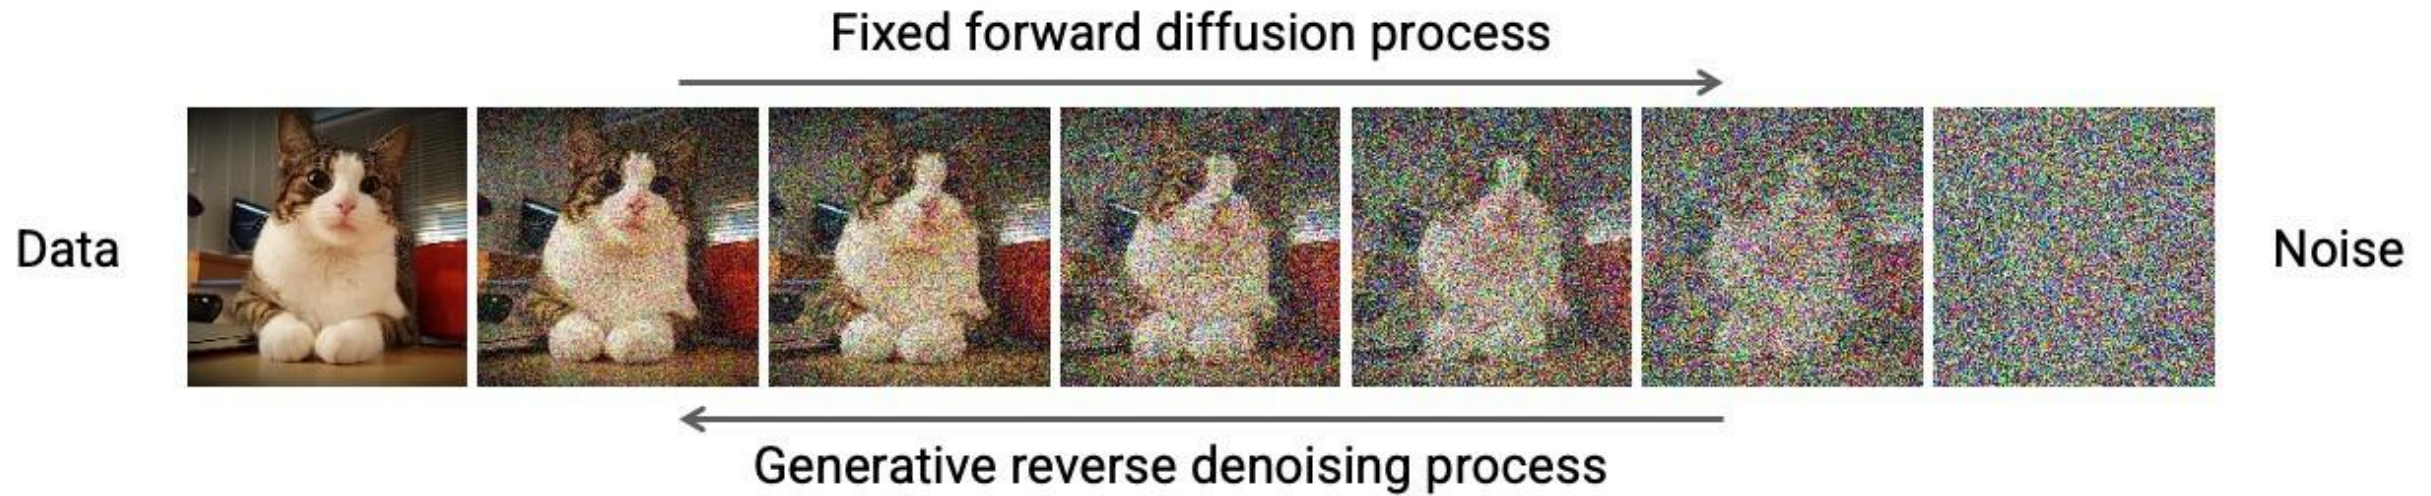 Fixed forward diffusion process
Data
Noise
Generative reverse denoising process